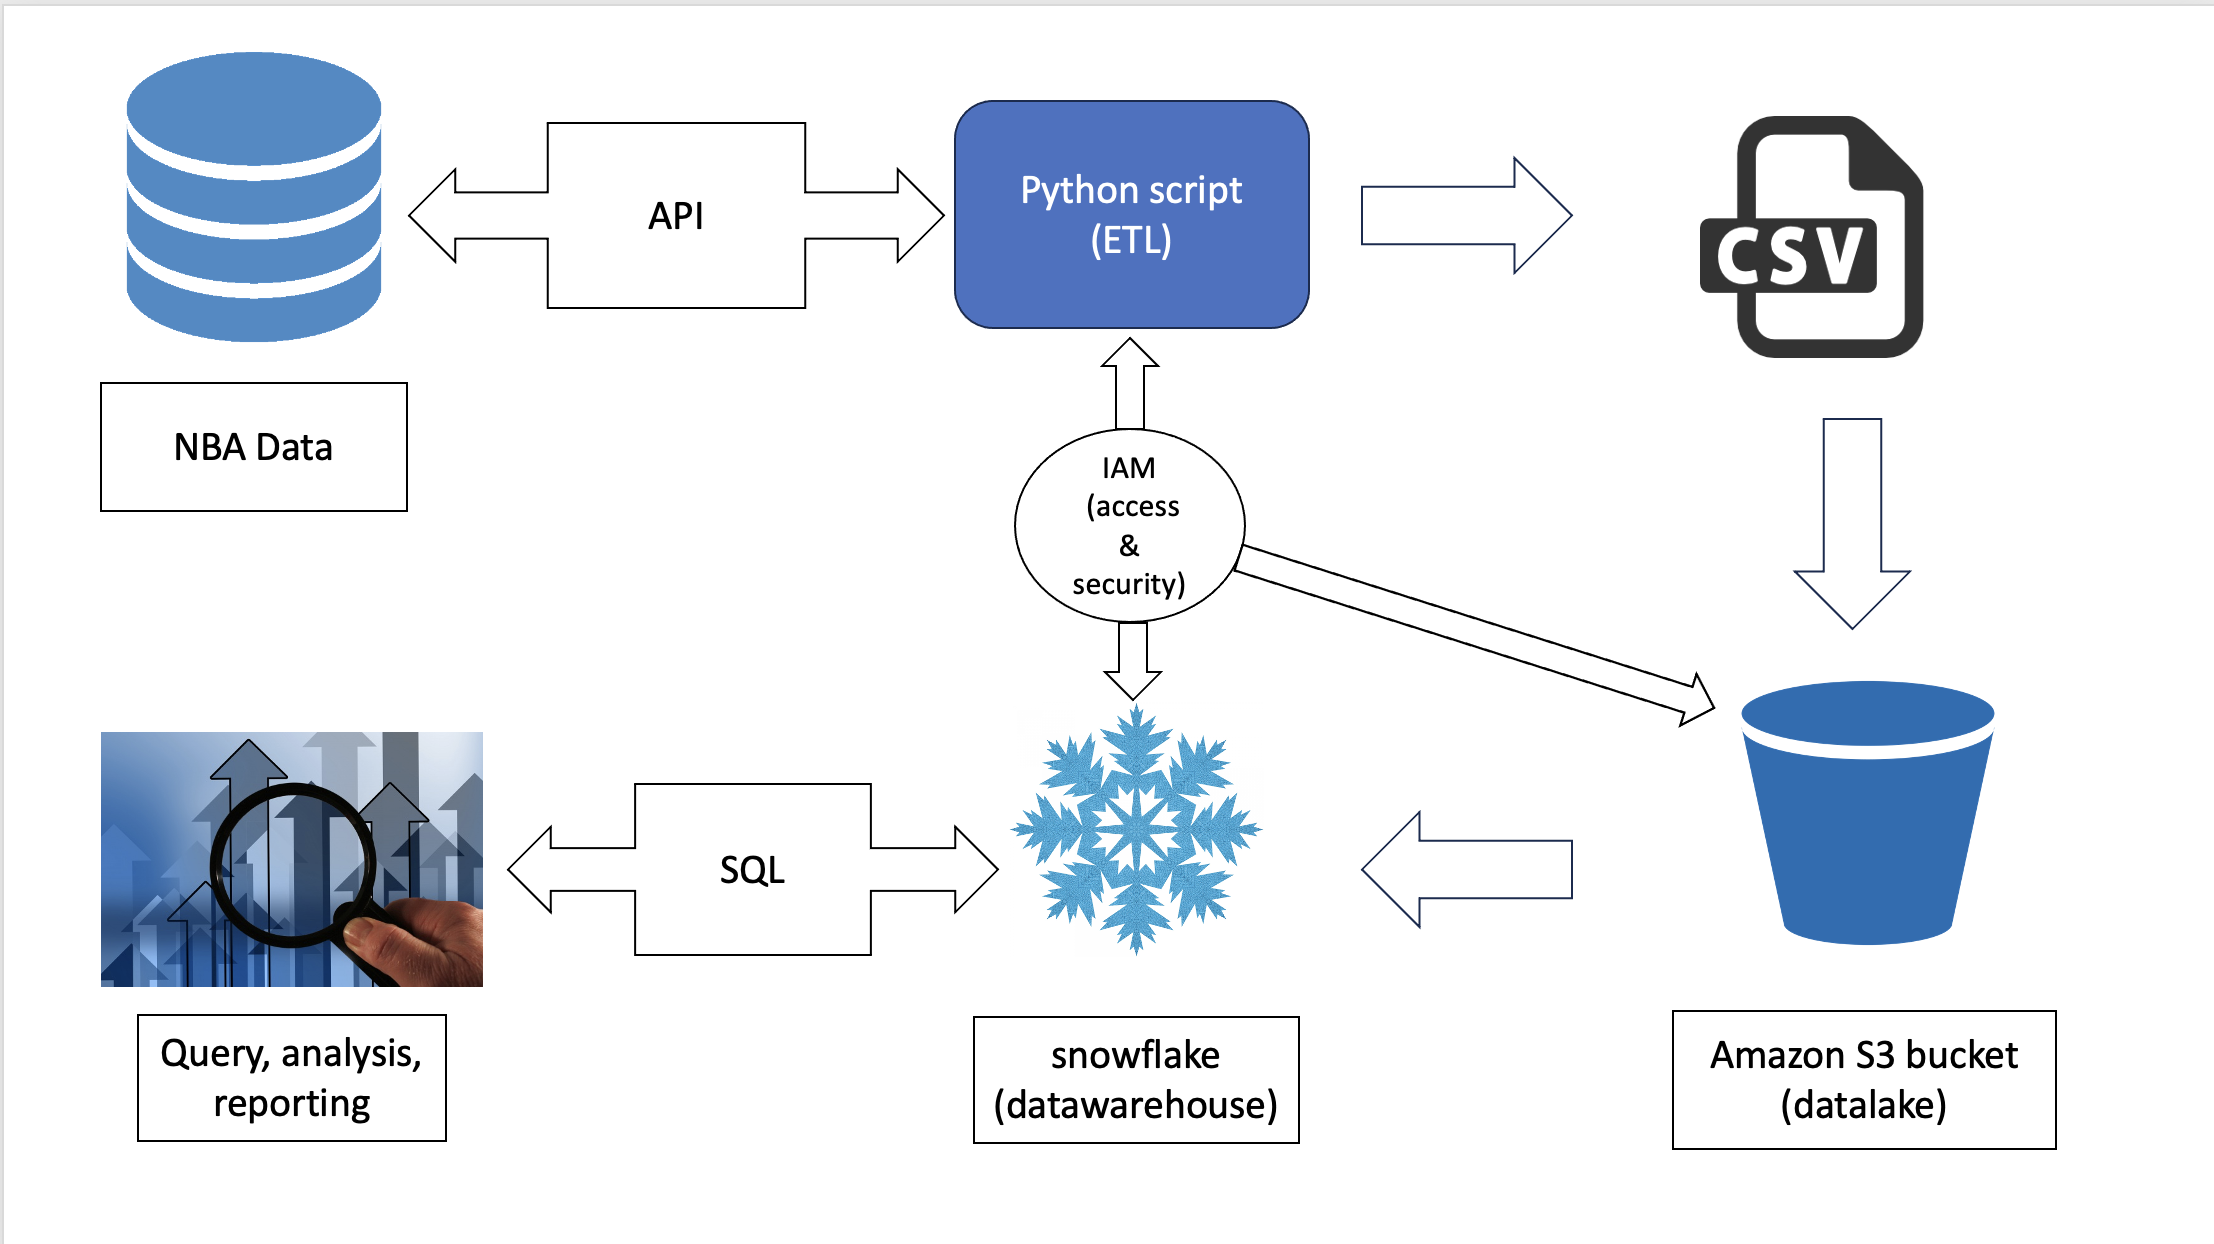 API
Python script
(ETL)
CSV
NBA Data
IAM
(access
&
security)
SQL
Query, analysis,
reporting
snowflake
(datawarehouse)
Amazon S3 bucket
(datalake)